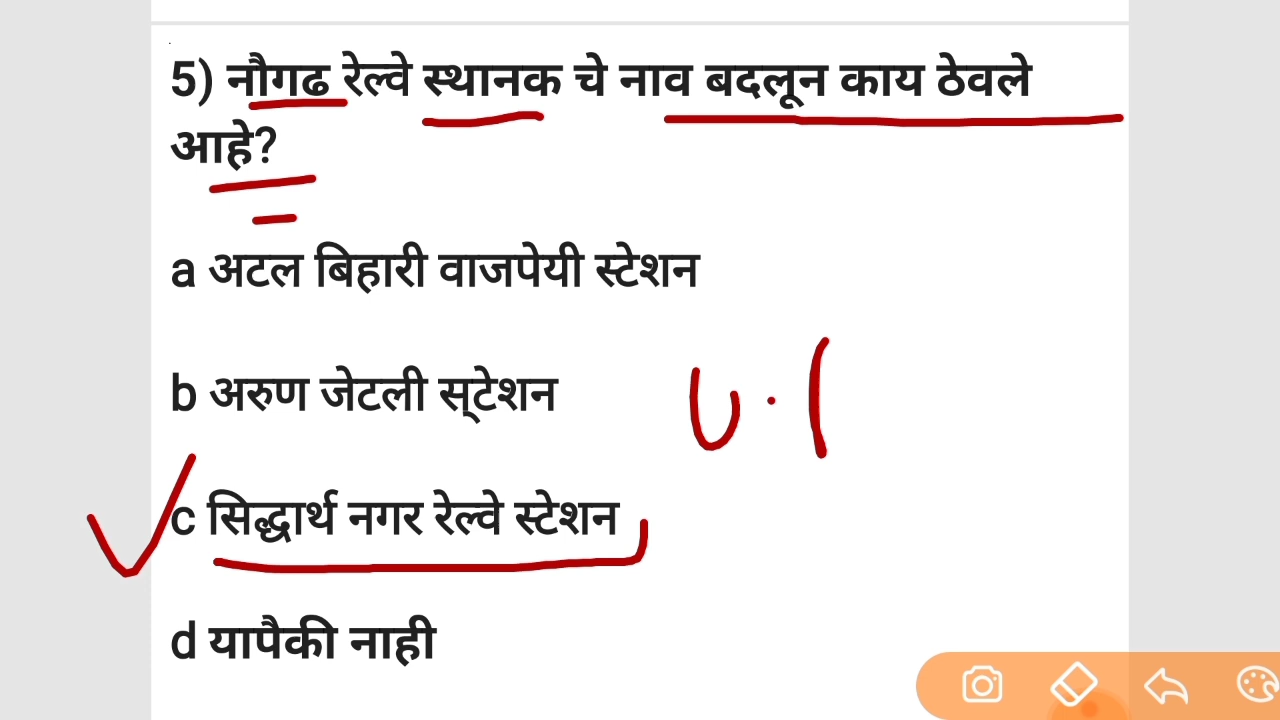 5) नौगढ रेल्वे स्थानक चे नाव बदलून काय ठेवले
आहे?
a अटल बिहारी वाजपेयी स्टेशन
b अरुण जेटली स्‌टेशन
c सिद्धार्थ नगर रेल्वे स्टेशन
d यापैकी नाही